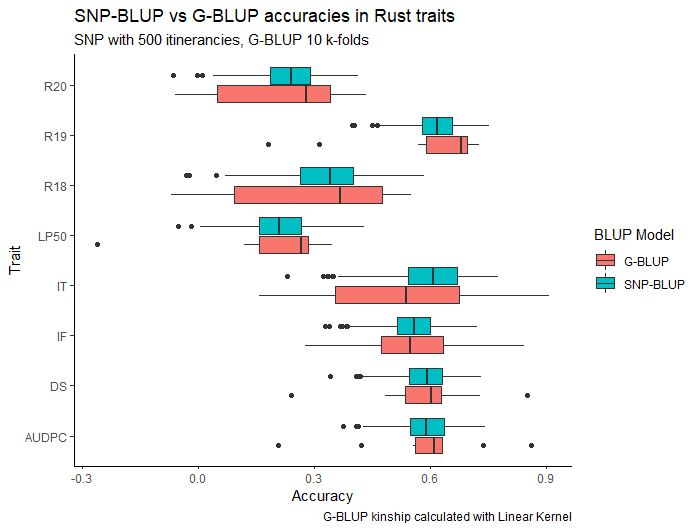 SNP-BLUP vs G-BLUP accuracies in Rust traits
SNP with 500 itinerancies, G-BLUP 10 k-folds
R20
R19
R18
LP50
IT
IF
DS
AUDPC
Trait
-0.3
0.0
0.3
0.6
0.9
Accuracy
BLUP Model
G-BLUP
SNP-BLUP
G-BLUP kinship calculated with Linear Kernel